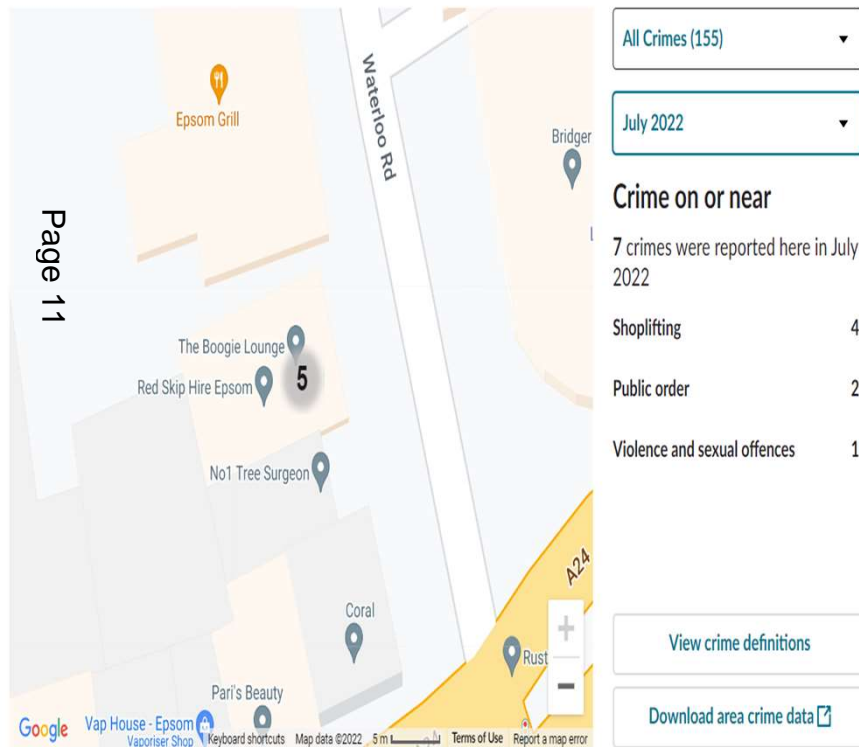 Page 11
Epsom Grill
Waterloo Rd
Bridger
L
The Boogie Lounge
5
Red Skip Hire Epsom
No1 Tree Surgeon
A24
Coral
Rust
+
−
Pari's Beauty
Vap House - Epsom
Vaporiser Shop
Google
Keyboard shortcuts
Map data ©2022
5 m
Terms of Use
Report a map error
All Crimes (155)
July 2022
Crime on or near
7 crimes were reported here in July
2022
Shoplifting 4
Public order 2
Violence and sexual offences 1
View crime definitions
Download area crime data